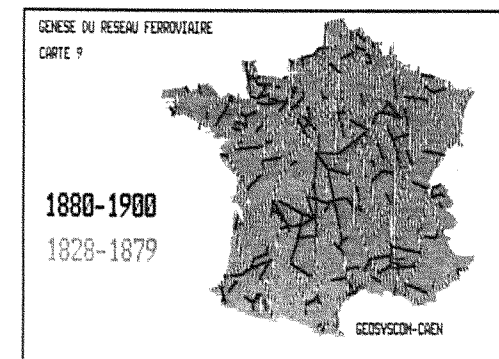 GENESE DU RESEAU FERROVIAIRE
CARTE 9
1880-1900
1828-1879
GEOSYSCOM-CAEN